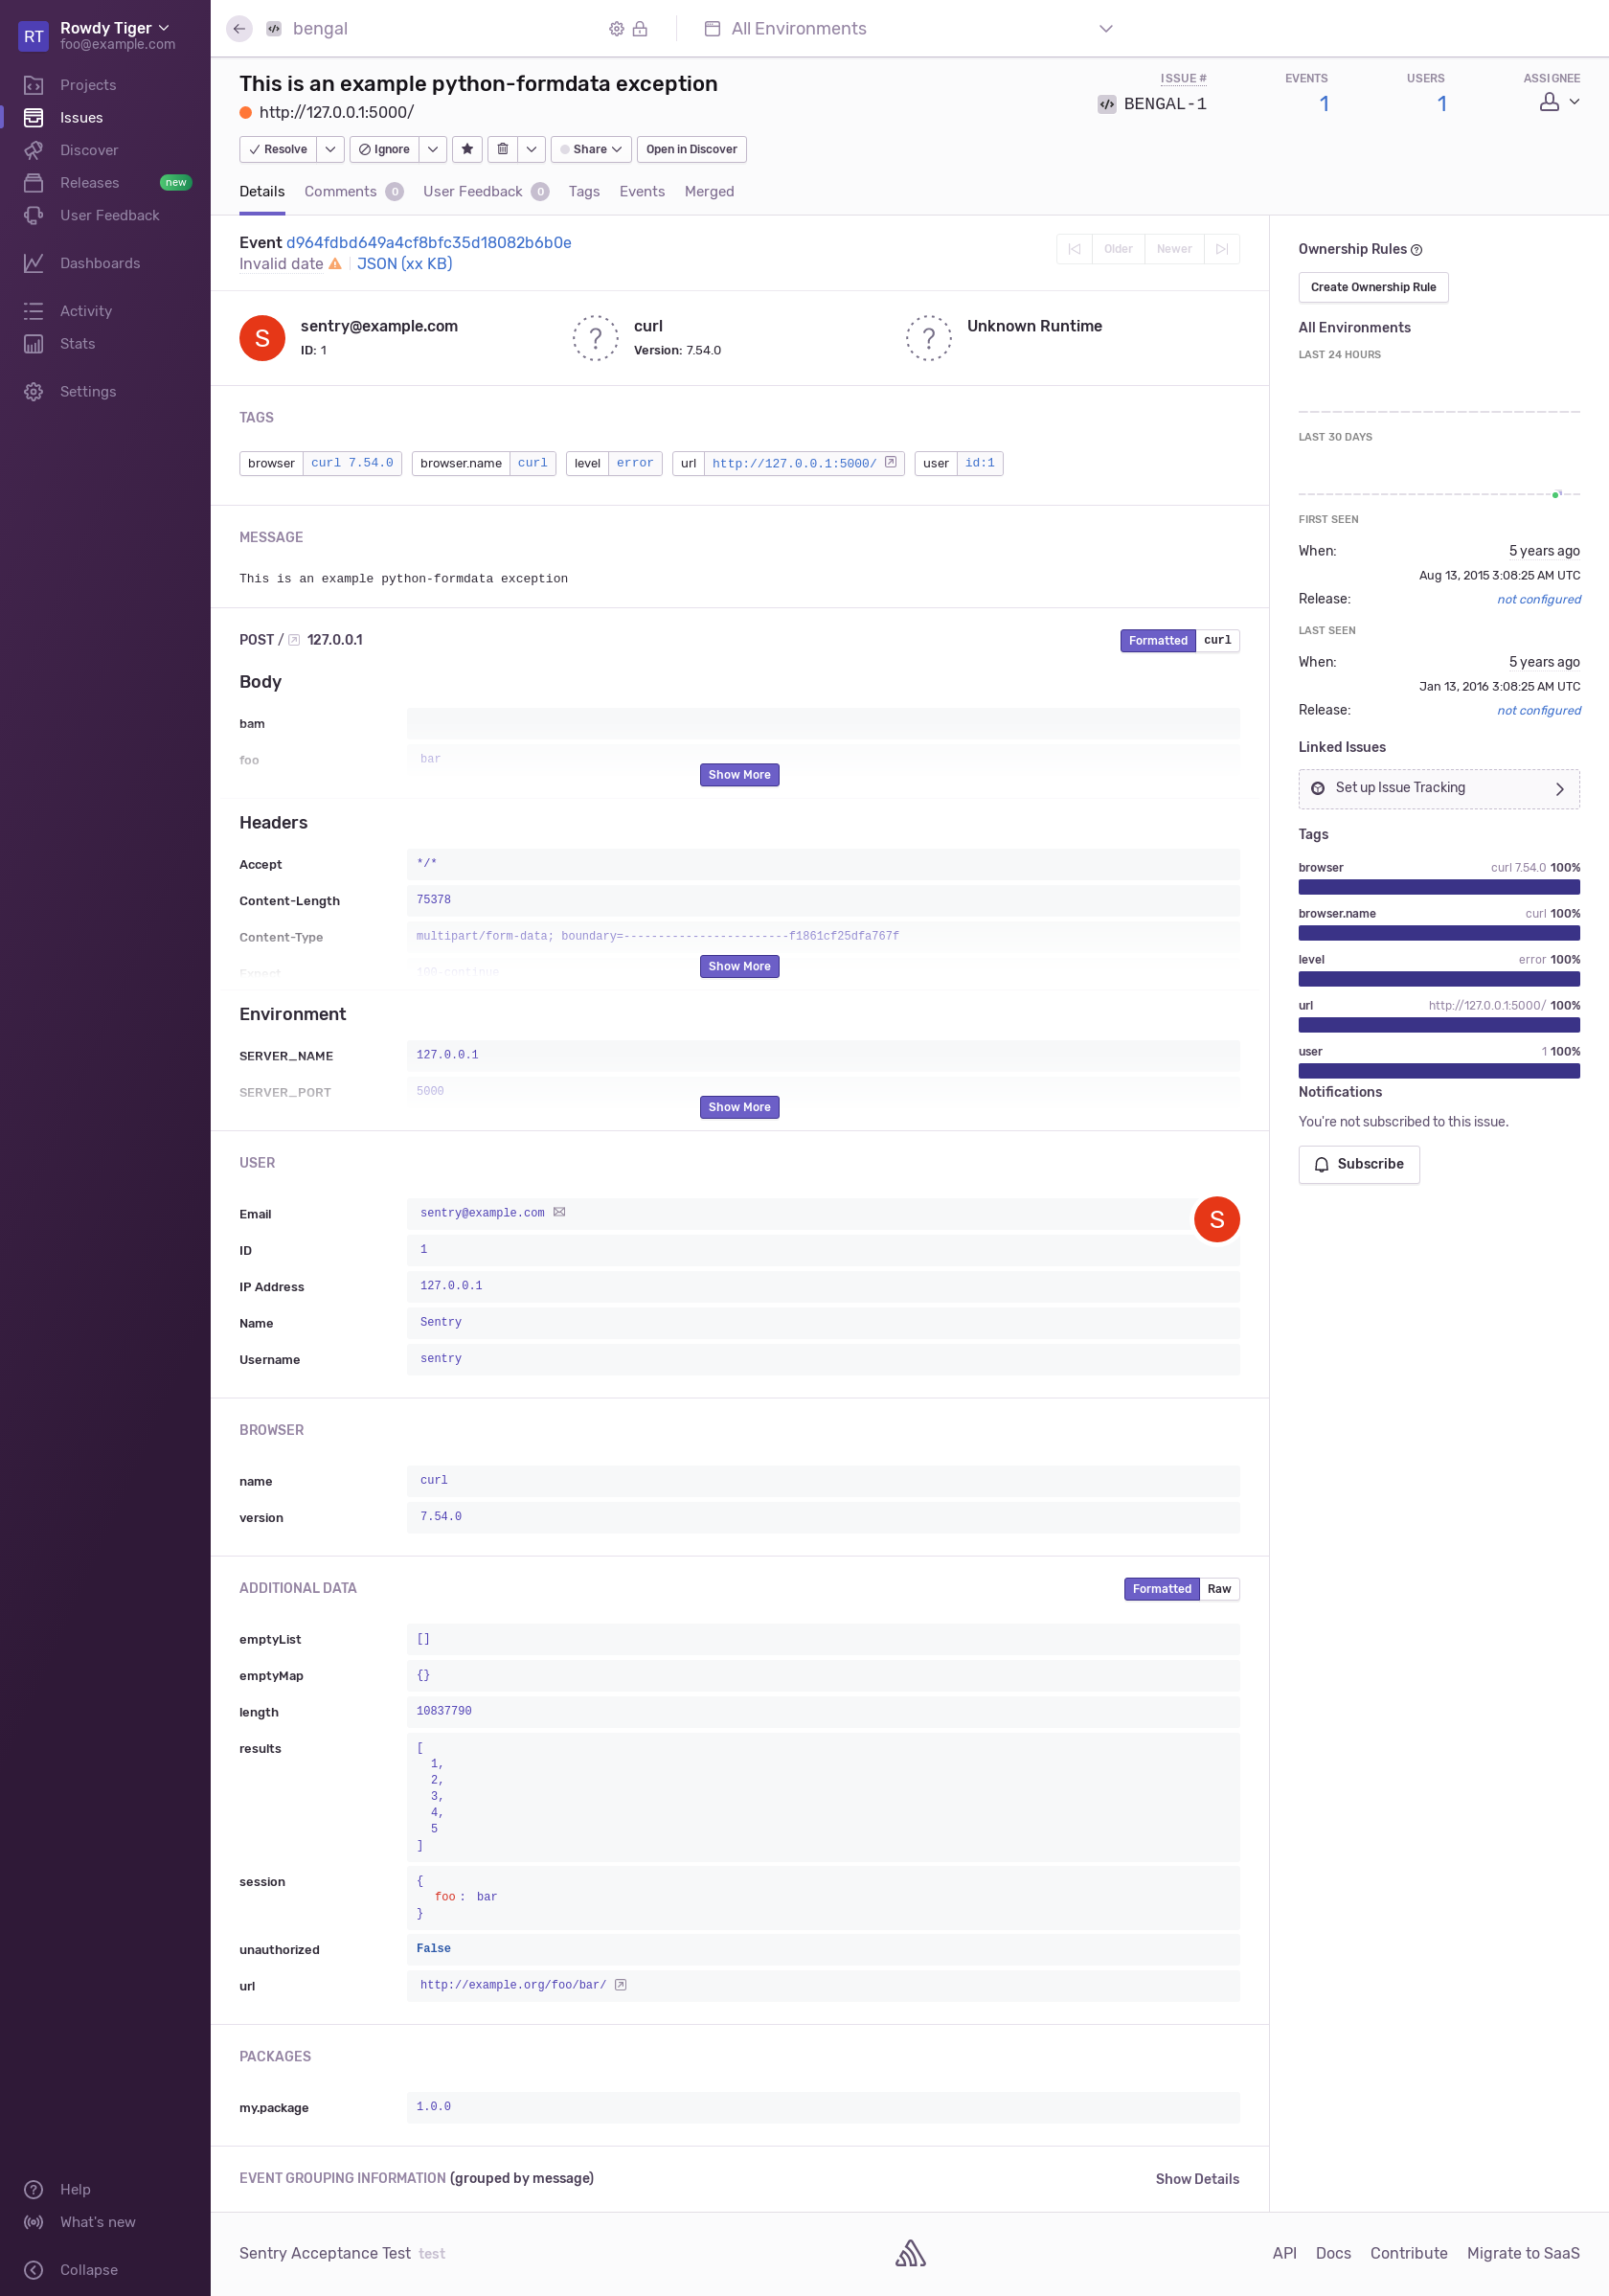 RT
Rowdy Tiger
foo@example.com
Projects
Issues
Discover
Releases new
User Feedback
Dashboards
Activity
Stats
Settings
Help
What's new
Collapse
bengal
All Environments
This is an example python-formdata exception
http://127.0.0.1:5000/
ISSUE # EVENTS USERS ASSIGNEE
BENGAL-1 1 1
Resolve Ignore Share Open in Discover
Details Comments 0 User Feedback 0 Tags Events Merged
Event d964fdbd649a4cf8bfc35d18082b6b0e
Invalid date JSON (xx KB)
Older Newer
S
sentry@example.com
ID: 1
?
curl
Version: 7.54.0
?
Unknown Runtime
TAGS
browser curl 7.54.0 browser.name curl level error url http://127.0.0.1:5000/ user id:1
MESSAGE
This is an example python-formdata exception
POST / 127.0.0.1
Formatted curl
Body
bam
foo bar
Show More
Headers
Accept */*
Content-Length 75378
Content-Type multipart/form-data; boundary=------------------------f1861cf25dfa767f
Expect 100-continue
Show More
Environment
SERVER_NAME 127.0.0.1
SERVER_PORT 5000
Show More
USER
Email sentry@example.com
S
ID 1
IP Address 127.0.0.1
Name Sentry
Username sentry
BROWSER
name curl
version 7.54.0
ADDITIONAL DATA
Formatted Raw
emptyList []
emptyMap {}
length 10837790
results [
1,
2,
3,
4,
5
]
session {
foo: bar
}
unauthorized False
url http://example.org/foo/bar/
PACKAGES
my.package 1.0.0
EVENT GROUPING INFORMATION (grouped by message)
Show Details
Ownership Rules
Create Ownership Rule
All Environments
LAST 24 HOURS
LAST 30 DAYS
FIRST SEEN
When: 5 years ago
Aug 13, 2015 3:08:25 AM UTC
Release: not configured
LAST SEEN
When: 5 years ago
Jan 13, 2016 3:08:25 AM UTC
Release: not configured
Linked Issues
Set up Issue Tracking
Tags
browser curl 7.54.0 100%
browser.name curl 100%
level error 100%
url http://127.0.0.1:5000/ 100%
user 1 100%
Notifications
You're not subscribed to this issue.
Subscribe
Sentry Acceptance Test test
API Docs Contribute Migrate to SaaS